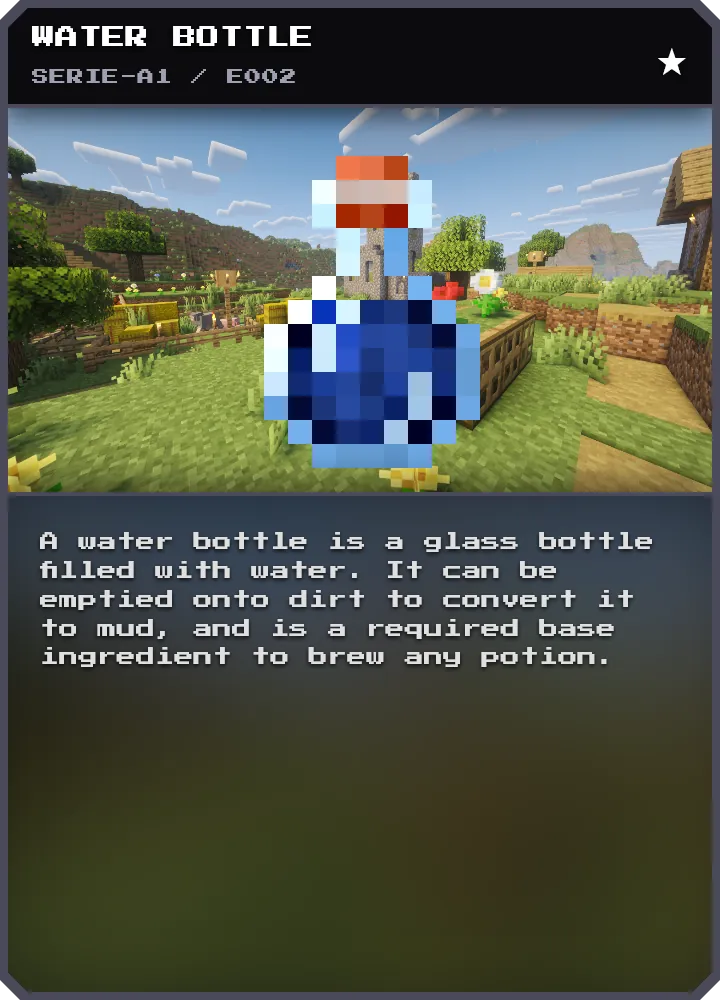 WATER BOTTLE
SERIE-A1 / E002
A water bottle is a glass bottle
filled with water. It can be
emptied onto dirt to convert it
to mud, and is a required base
ingredient to brew any potion.